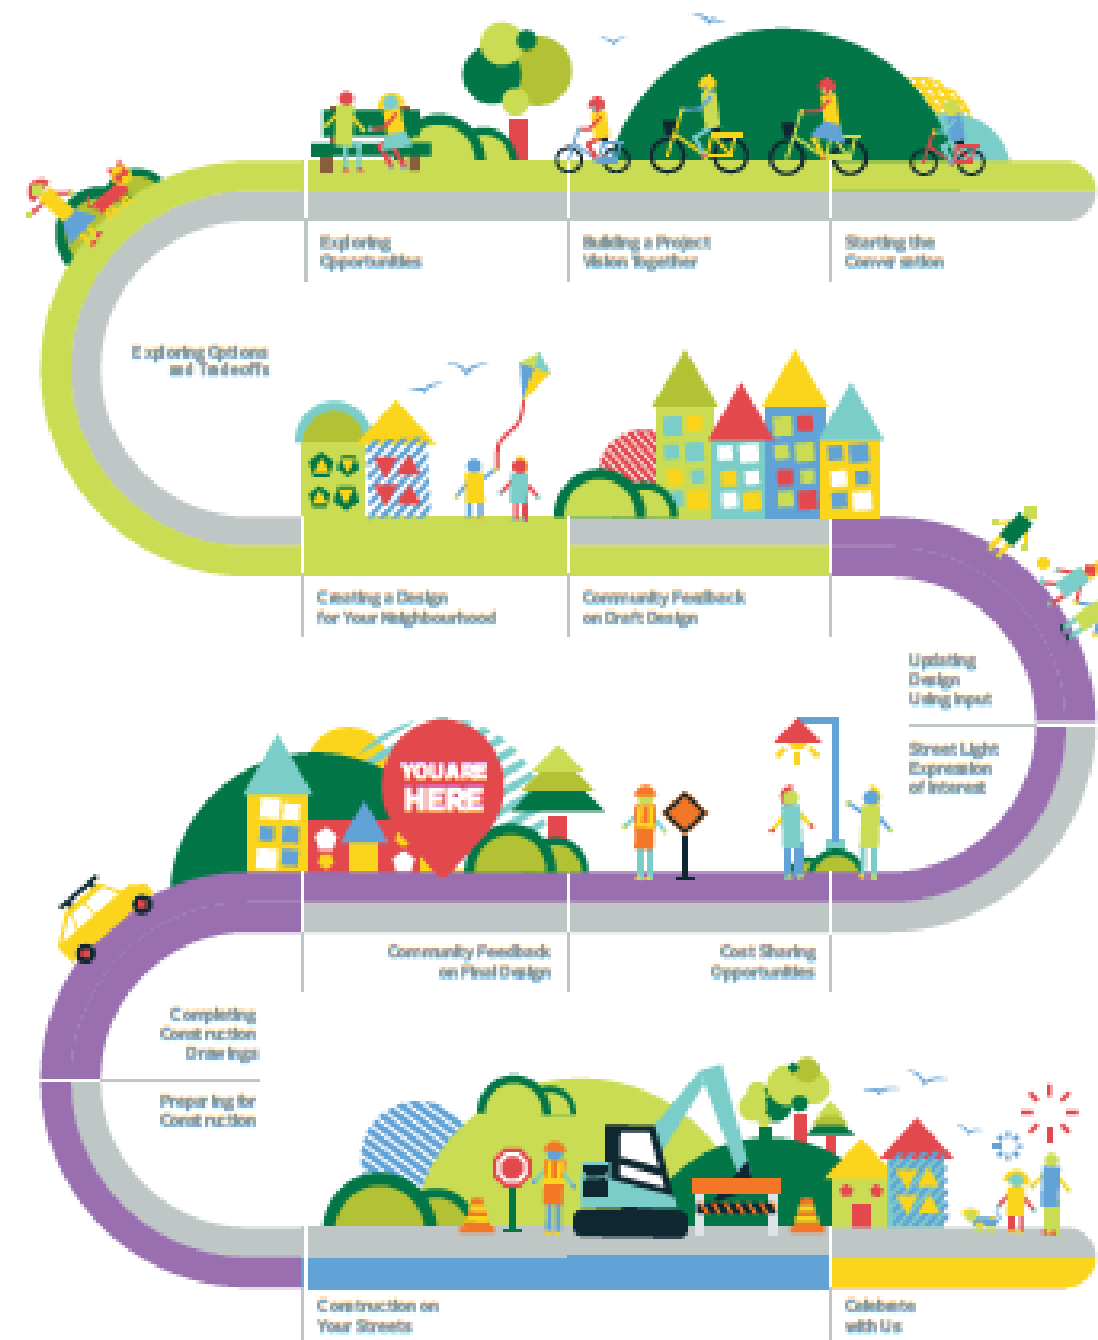 Exploring
Opportunities
Building a Project
Vision Together
Starting the
Conversation
Exploring Options
and Tradeoffs
Creating a Design
for Your Neighbourhood
Community Feedback
on Draft Design
Updating
Design
Using Input
Street Light
Expression
of Interest
YOU ARE
HERE
Community Feedback
on Final Design
Cost Sharing
Opportunities
Completing
Construction
Drawings
Preparing for
Construction
Construction on
Your Streets
Celebrate
with Us